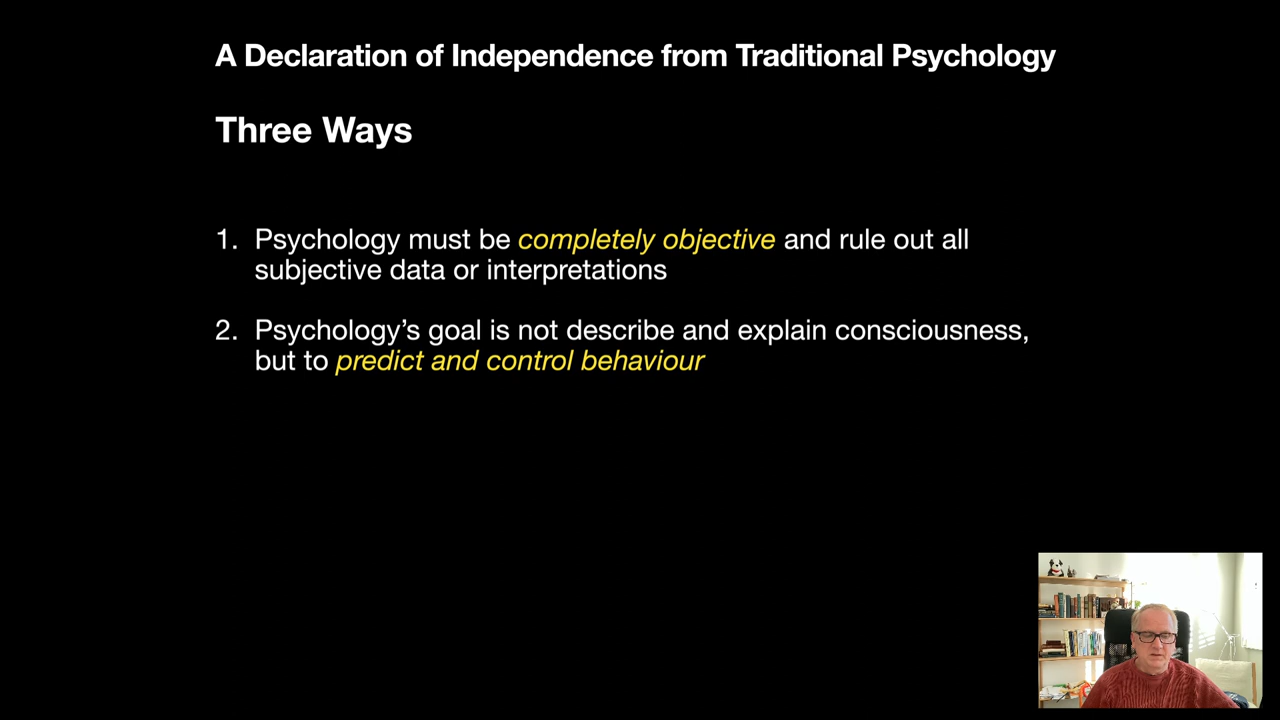 A Declaration of Independence from Traditional Psychology
Three Ways
1. Psychology must be completely objective and rule out all
subjective data or interpretations
2. Psychology’s goal is not describe and explain consciousness,
but to predict and control behaviour